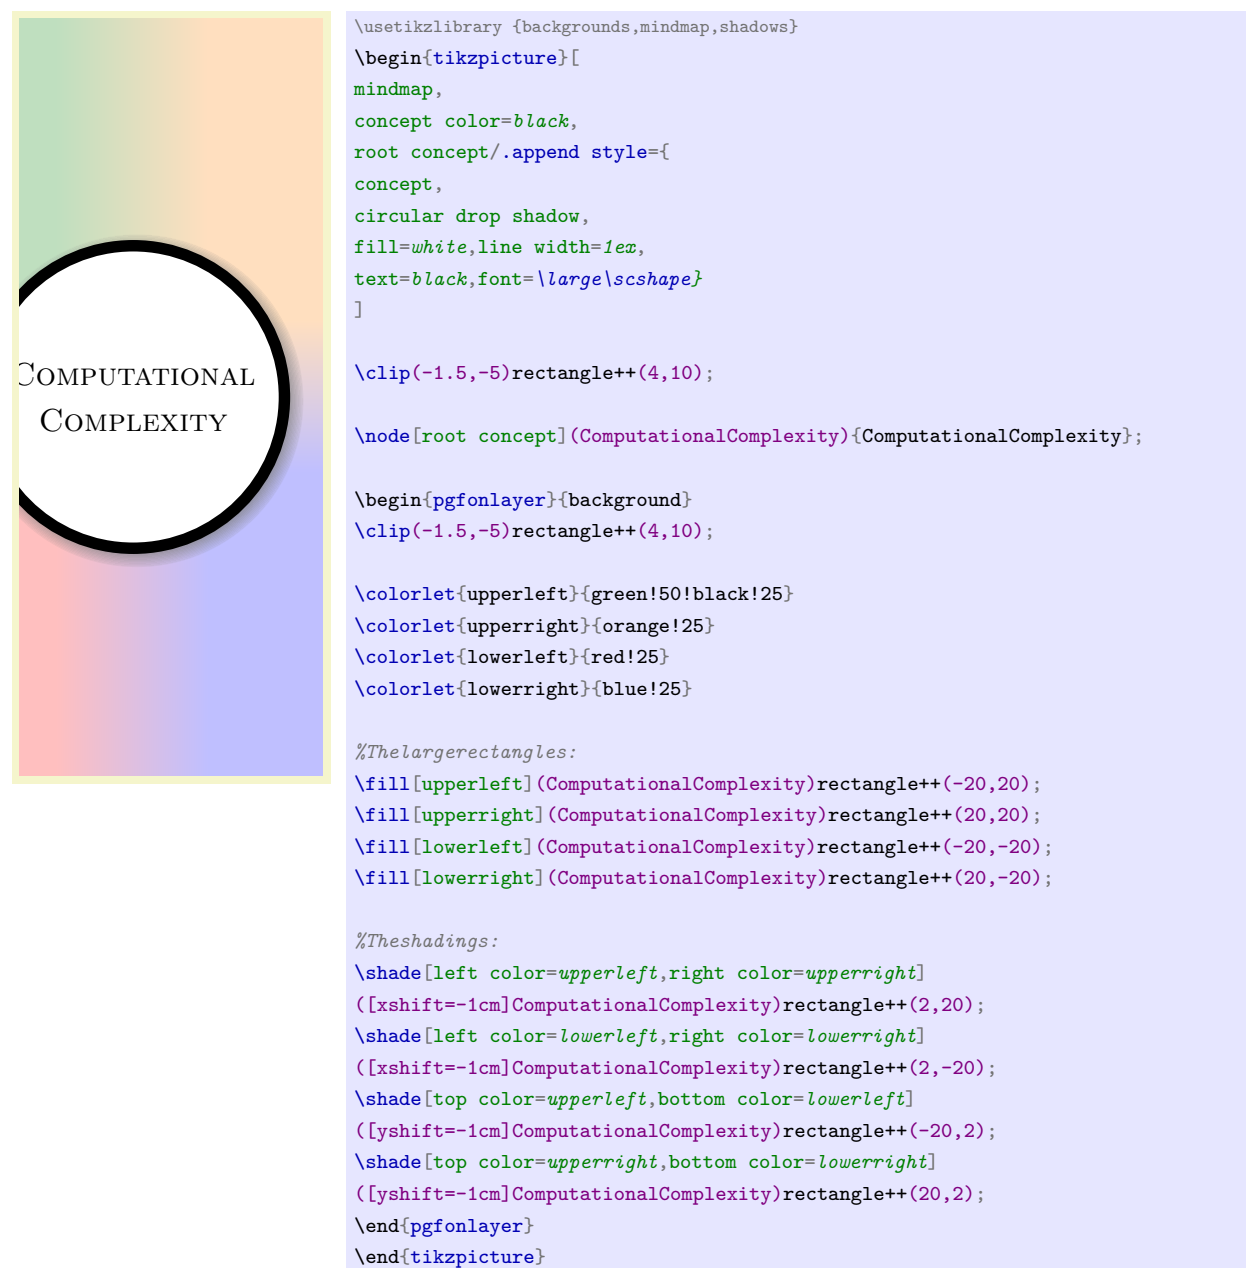 COMPUTATIONAL
COMPLEXITY
\usetikzlibrary {backgrounds,mindmap,shadows}
\begin{tikzpicture}[
mindmap,
concept color=black,
root concept/.append style={
concept,
circular drop shadow,
fill=white,line width=1ex,
text=black,font=\large\scshape}
]
\clip(-1.5,-5)rectangle++(4,10);
\node[root concept](ComputationalComplexity){ComputationalComplexity};
\begin{pgfonlayer}{background}
\clip(-1.5,-5)rectangle++(4,10);
\colorlet{upperleft}{green!50!black!25}
\colorlet{upperright}{orange!25}
\colorlet{lowerleft}{red!25}
\colorlet{lowerright}{blue!25}
%Thelargerectangles:
\fill[upperleft](ComputationalComplexity)rectangle++(-20,20);
\fill[upperright](ComputationalComplexity)rectangle++(20,20);
\fill[lowerleft](ComputationalComplexity)rectangle++(-20,-20);
\fill[lowerright](ComputationalComplexity)rectangle++(20,-20);
%Theshadings:
\shade[left color=upperleft,right color=upperright]
([xshift=-1cm]ComputationalComplexity)rectangle++(2,20);
\shade[left color=lowerleft,right color=lowerright]
([xshift=-1cm]ComputationalComplexity)rectangle++(2,-20);
\shade[top color=upperleft,bottom color=lowerleft]
([yshift=-1cm]ComputationalComplexity)rectangle++(-20,2);
\shade[top color=upperright,bottom color=lowerright]
([yshift=-1cm]ComputationalComplexity)rectangle++(20,2);
\end{pgfonlayer}
\end{tikzpicture}